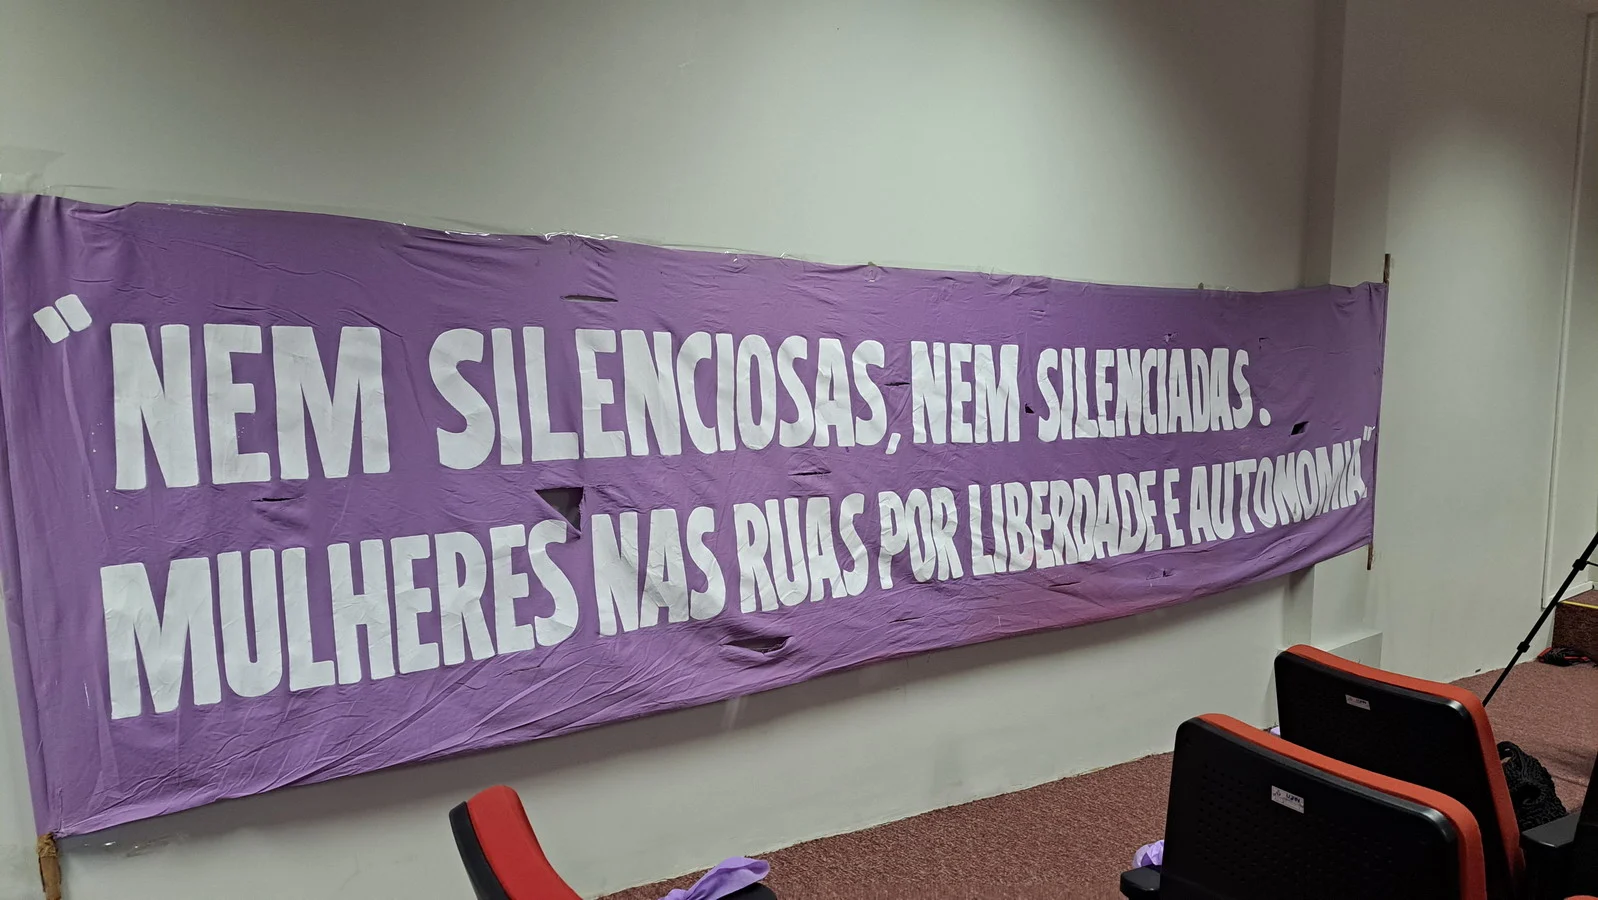 "NEM SILENCIOSAS, NEM SILENCIADAS.
MULHERES NAS RUAS POR LIBERDADE E AUTONOMIA"